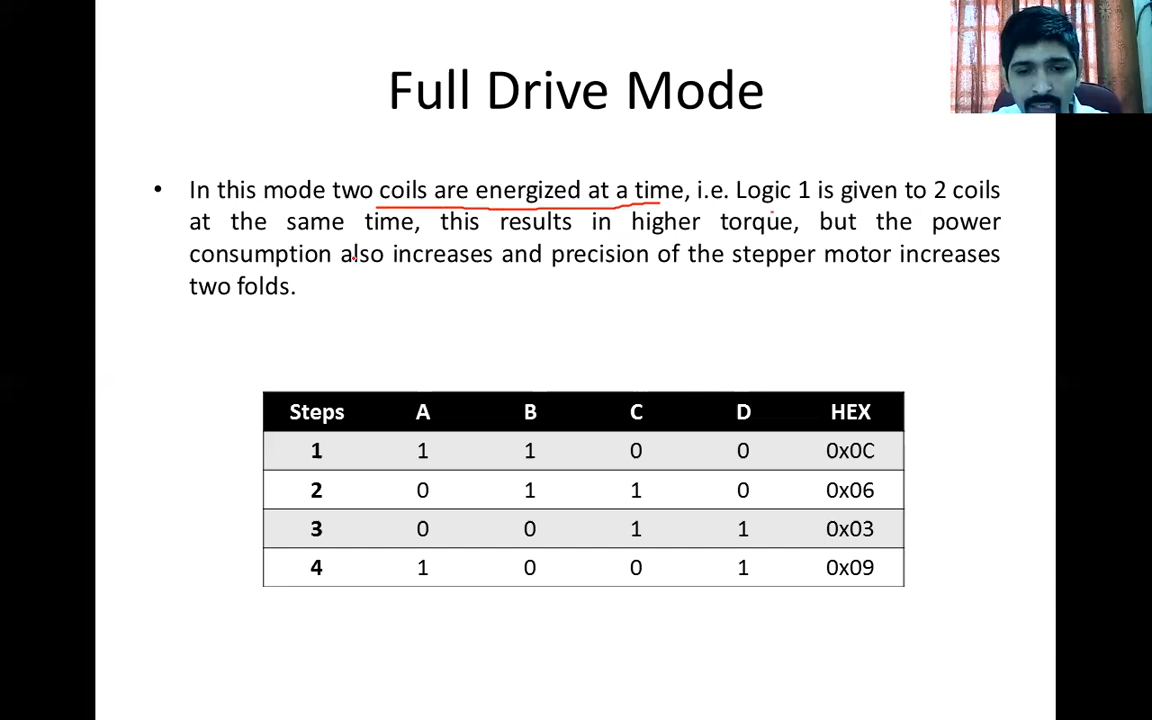 Full Drive Mode
• In this mode two coils are energized at a time, i.e. Logic 1 is given to 2 coils
at the same time, this results in higher torque, but the power
consumption also increases and precision of the stepper motor increases
two folds.
Steps A B C D HEX
1 1 1 0 0 0x0C
2 0 1 1 0 0x06
3 0 0 1 1 0x03
4 1 0 0 1 0x09